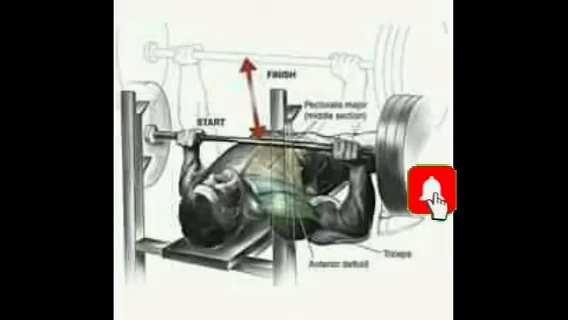 FINISH
Pectoralis major
(middle section)
START
Triceps
Anterior deltoid